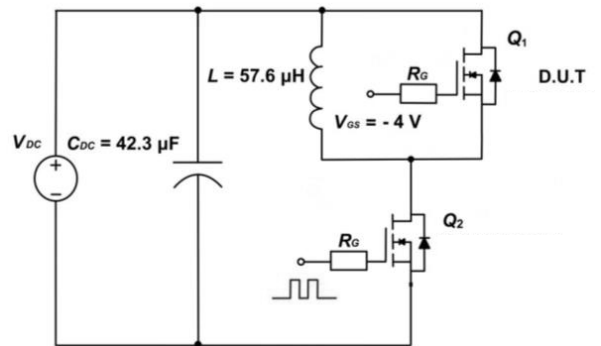 Q1
RG
D.U.T
L = 57.6 µH
VGS = - 4 V
VDC
CDC = 42.3 µF
+
−
Q2
RG